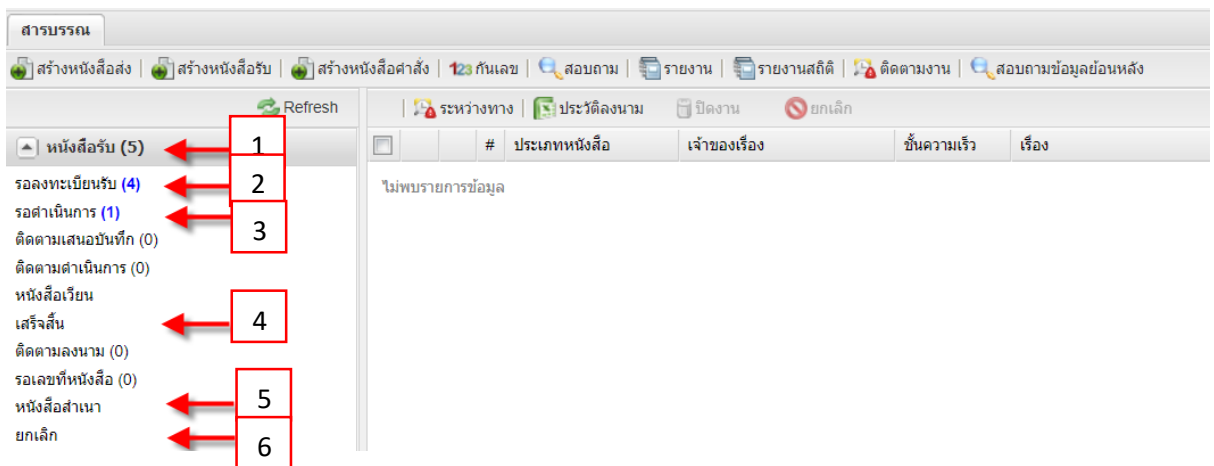 สารบรรณ
สร้างหนังสือส่ง | สร้างหนังสือรับ | สร้างหนังสือคำสั่ง | 123 กันเลข | สอบถาม | รายงาน | รายงานสถิติ | ติดตามงาน | สอบถามข้อมูลย้อนหลัง
Refresh | ระหว่างทาง | ประวัติลงนาม ปิดงาน ยกเลิก
หนังสือรับ (5) 1 # ประเภทหนังสือ เจ้าของเรื่อง ชั้นความเร็ว เรื่อง
รอลงทะเบียนรับ (4) 2 ไม่พบรายการข้อมูล
รอดำเนินการ (1)
3
ติดตามเสนอบันทึก (0)
ติดตามดำเนินการ (0)
หนังสือเวียน
เสร็จสิ้น 4
ติดตามลงนาม (0)
รอเลขที่หนังสือ (0)
หนังสือสำเนา 5
ยกเลิก 6